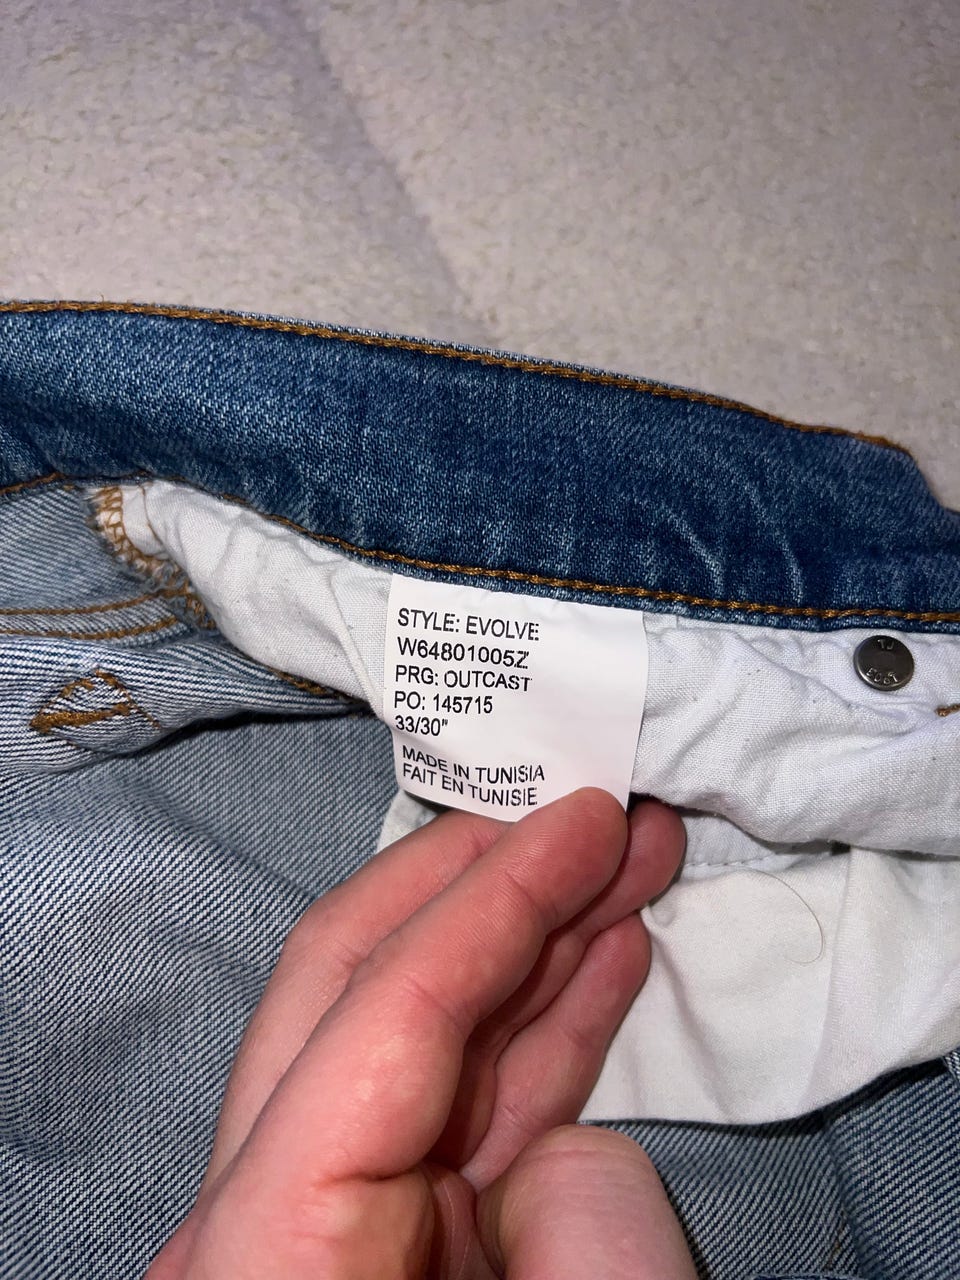 STYLE: EVOLVE
W64801005Z
PRG: OUTCAST
PO: 145715
33/30"
MADE IN TUNISIA
FAIT EN TUNISIE